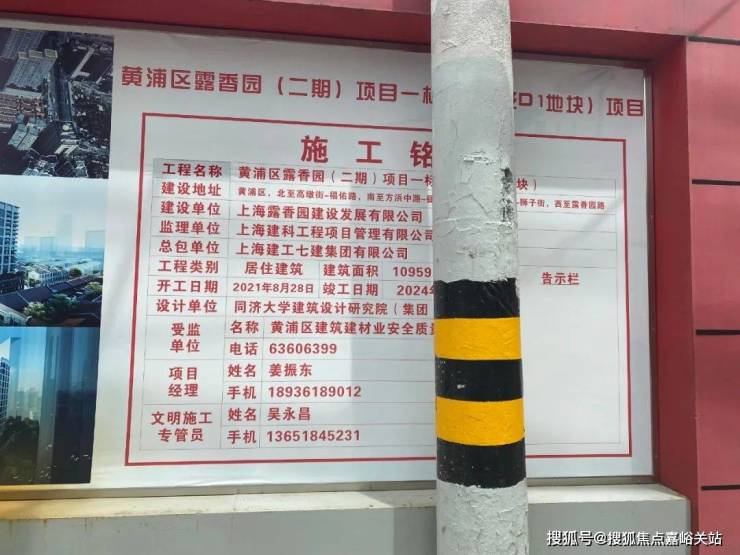 黄浦区露香园（二期）项目一标 D1地块）项目
施工铭
工程名称 黄浦区露香园（二期）项目一标 块）
建设地址 黄浦区，北至高墩街-福佑路，南至方浜中路- -狮子街，西至露香园路
建设单位 上海露香园建设发展有限公司
监理单位 上海建科工程项目管理有限公
总包单位 上海建工七建集团有限公司
工程类别 居住建筑 建筑面积 10959 告示栏
开工日期 2021年8月28日 竣工日期 2024
设计单位 同济大学建筑设计研究院（集团
受监单位 名称 黄浦区建筑建材业安全质
电话 63606399
项目经理 姓名 姜振东
手机 18936189012
文明施工专管员 姓名 吴永昌
手机 13651845231
搜狐号@搜狐焦点嘉峪关站